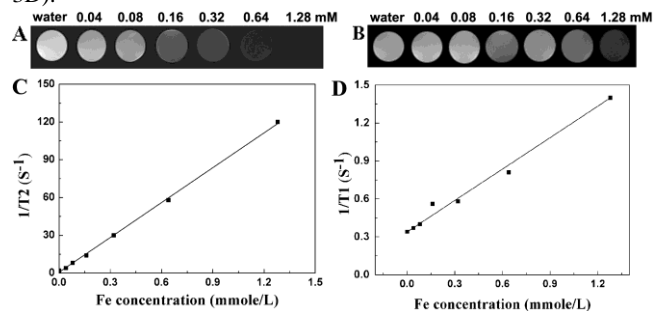 3D).
water 0.04 0.08 0.16 0.32 0.64 1.28 mM
A
water 0.04 0.08 0.16 0.32 0.64 1.28 mM
B
C
150
120
90
60
30
0
1/T2 (S⁻¹)
0.0 0.3 0.6 0.9 1.2 1.5
Fe concentration (mmole/L)
D
1.5
1.2
0.9
0.6
0.3
0.0
1/T1 (S⁻¹)
0.0 0.3 0.6 0.9 1.2
Fe concentration (mmole/L)